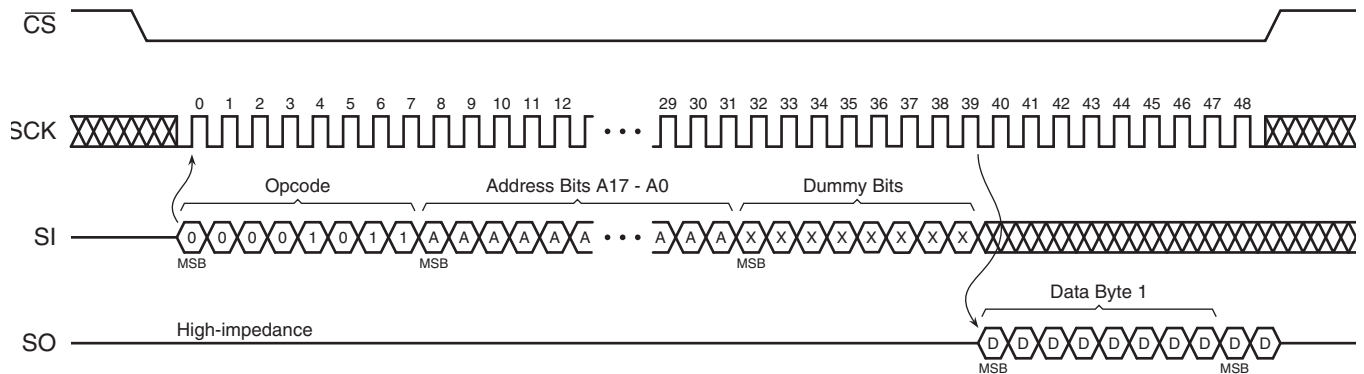 CS
0 1 2 3 4 5 6 7 8 9 10 11 12 29 30 31 32 33 34 35 36 37 38 39 40 41 42 43 44 45 46 47 48
SCK • • •
Opcode Address Bits A17 - A0 Dummy Bits
SI 0 0 0 0 1 0 1 1 A A A A A A • • • A A A X X X X X X X X
MSB MSB MSB
Data Byte 1
High-impedance
SO D D D D D D D D D D
MSB MSB